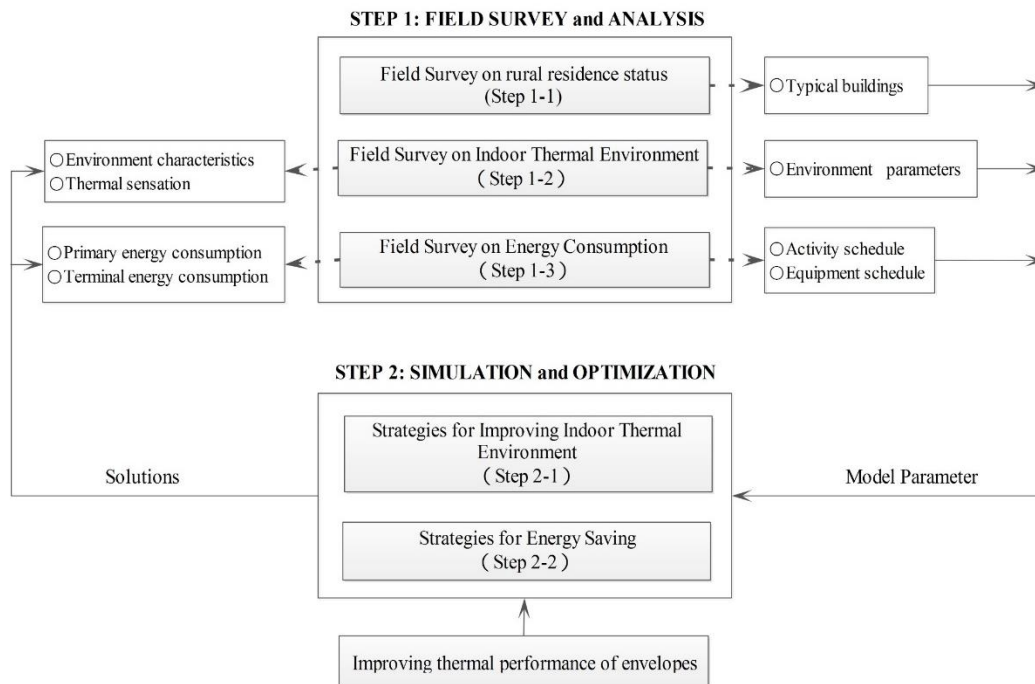 STEP 1: FIELD SURVEY and ANALYSIS
Field Survey on rural residence status
(Step 1-1)
○Typical buildings
○Environment characteristics
○Thermal sensation
Field Survey on Indoor Thermal Environment
( Step 1-2 )
○Environment parameters
○Primary energy consumption
○Terminal energy consumption
Field Survey on Energy Consumption
( Step 1-3 )
○Activity schedule
○Equipment schedule
STEP 2: SIMULATION and OPTIMIZATION
Strategies for Improving Indoor Thermal
Environment
( Step 2-1 )
Solutions
Model Parameter
Strategies for Energy Saving
( Step 2-2 )
Improving thermal performance of envelopes